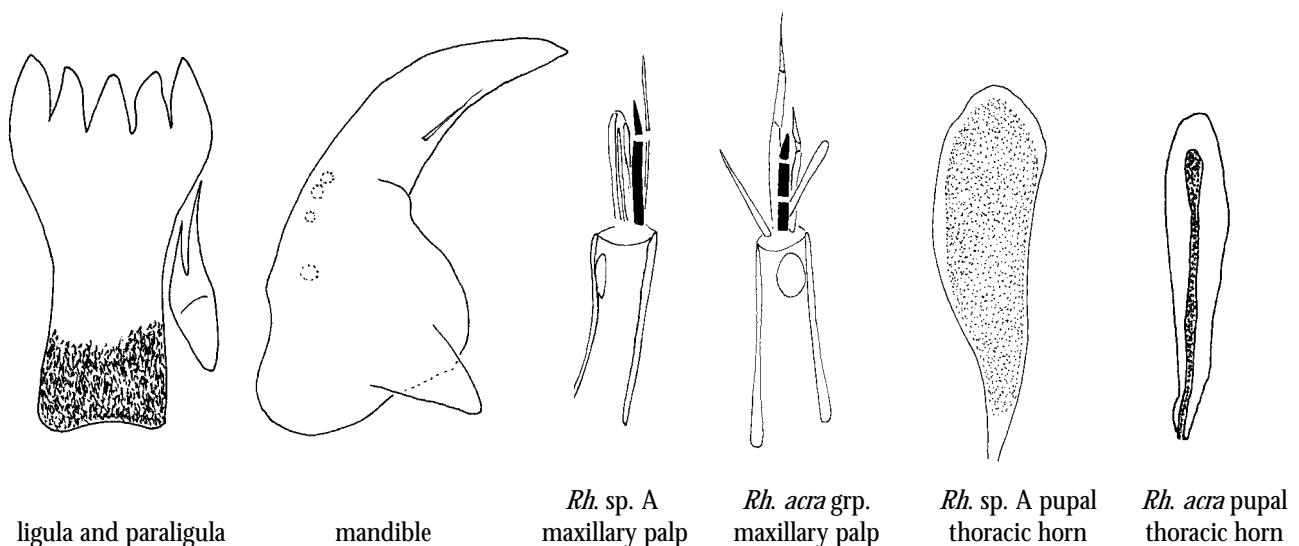 ligula and paraligula
mandible
Rh. sp. A
maxillary palp
Rh. acra grp.
maxillary palp
Rh. sp. A pupal
thoracic horn
Rh. acra pupal
thoracic horn